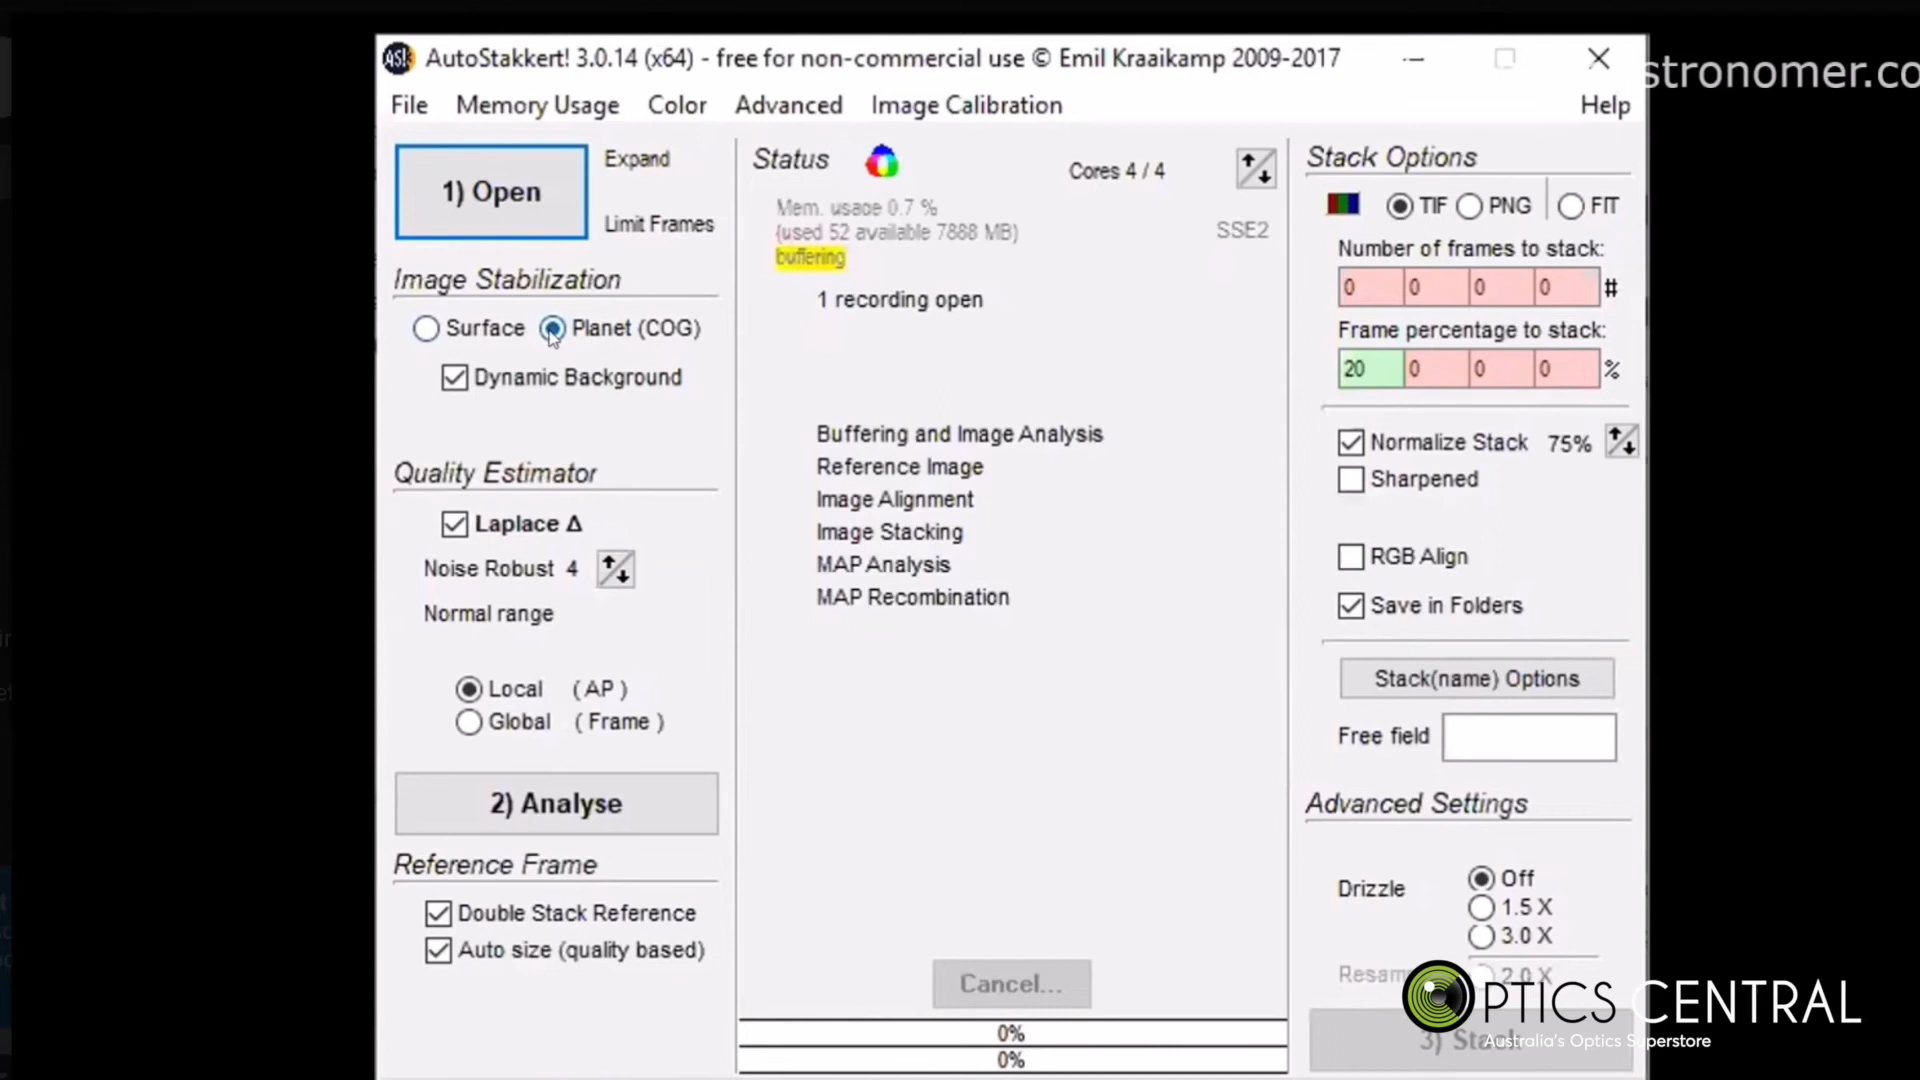 AutoStakkert! 3.0.14 (x64) - free for non-commercial use © Emil Kraaikamp 2009-2017
stronomer.co
File Memory Usage Color Advanced Image Calibration Help
1) Open
Expand
Limit Frames
Image Stabilization
Surface Planet (COG)
Dynamic Background
Quality Estimator
Laplace Δ
Noise Robust 4
Normal range
Local (AP)
Global (Frame)
2) Analyse
Reference Frame
Double Stack Reference
Auto size (quality based)
Status
Cores 4 / 4
Mem. usage 0.7 %
(used 52 available 7888 MB)
SSE2
buffering
1 recording open
Buffering and Image Analysis
Reference Image
Image Alignment
Image Stacking
MAP Analysis
MAP Recombination
Cancel...
0%
0%
Stack Options
TIF PNG FIT
Number of frames to stack:
0 0 0 0 #
Frame percentage to stack:
20 0 0 0 %
Normalize Stack 75%
Sharpened
RGB Align
Save in Folders
Stack(name) Options
Free field
Advanced Settings
Drizzle
Off
1.5 X
3.0 X
Resam 2.0 X
3) Stack
OPTICS CENTRAL
Australia's Optics Superstore